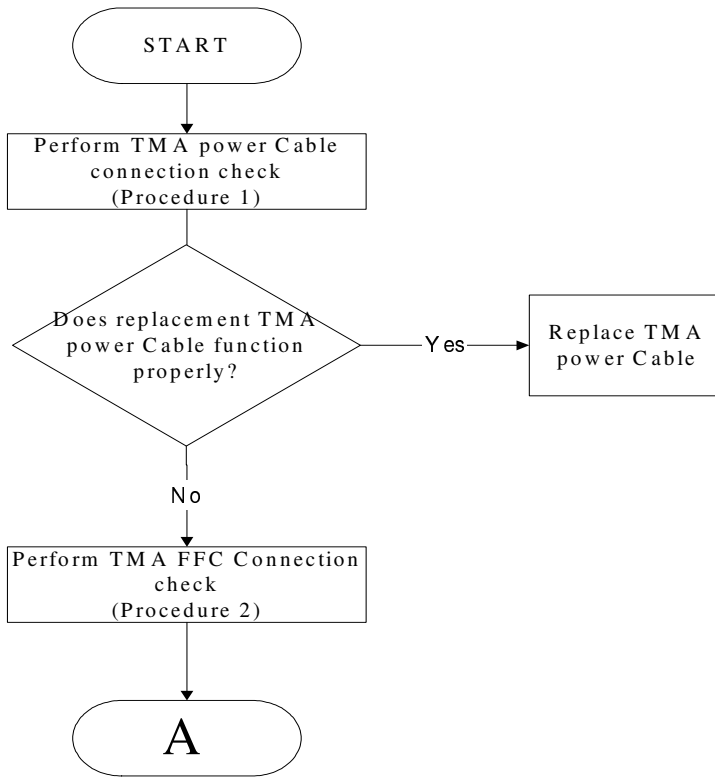 START
Perform TMA power Cable
connection check
(Procedure 1)
Does replacement TMA
power Cable function
properly?
Yes
Replace TMA
power Cable
No
Perform TMA FFC Connection
check
(Procedure 2)
A